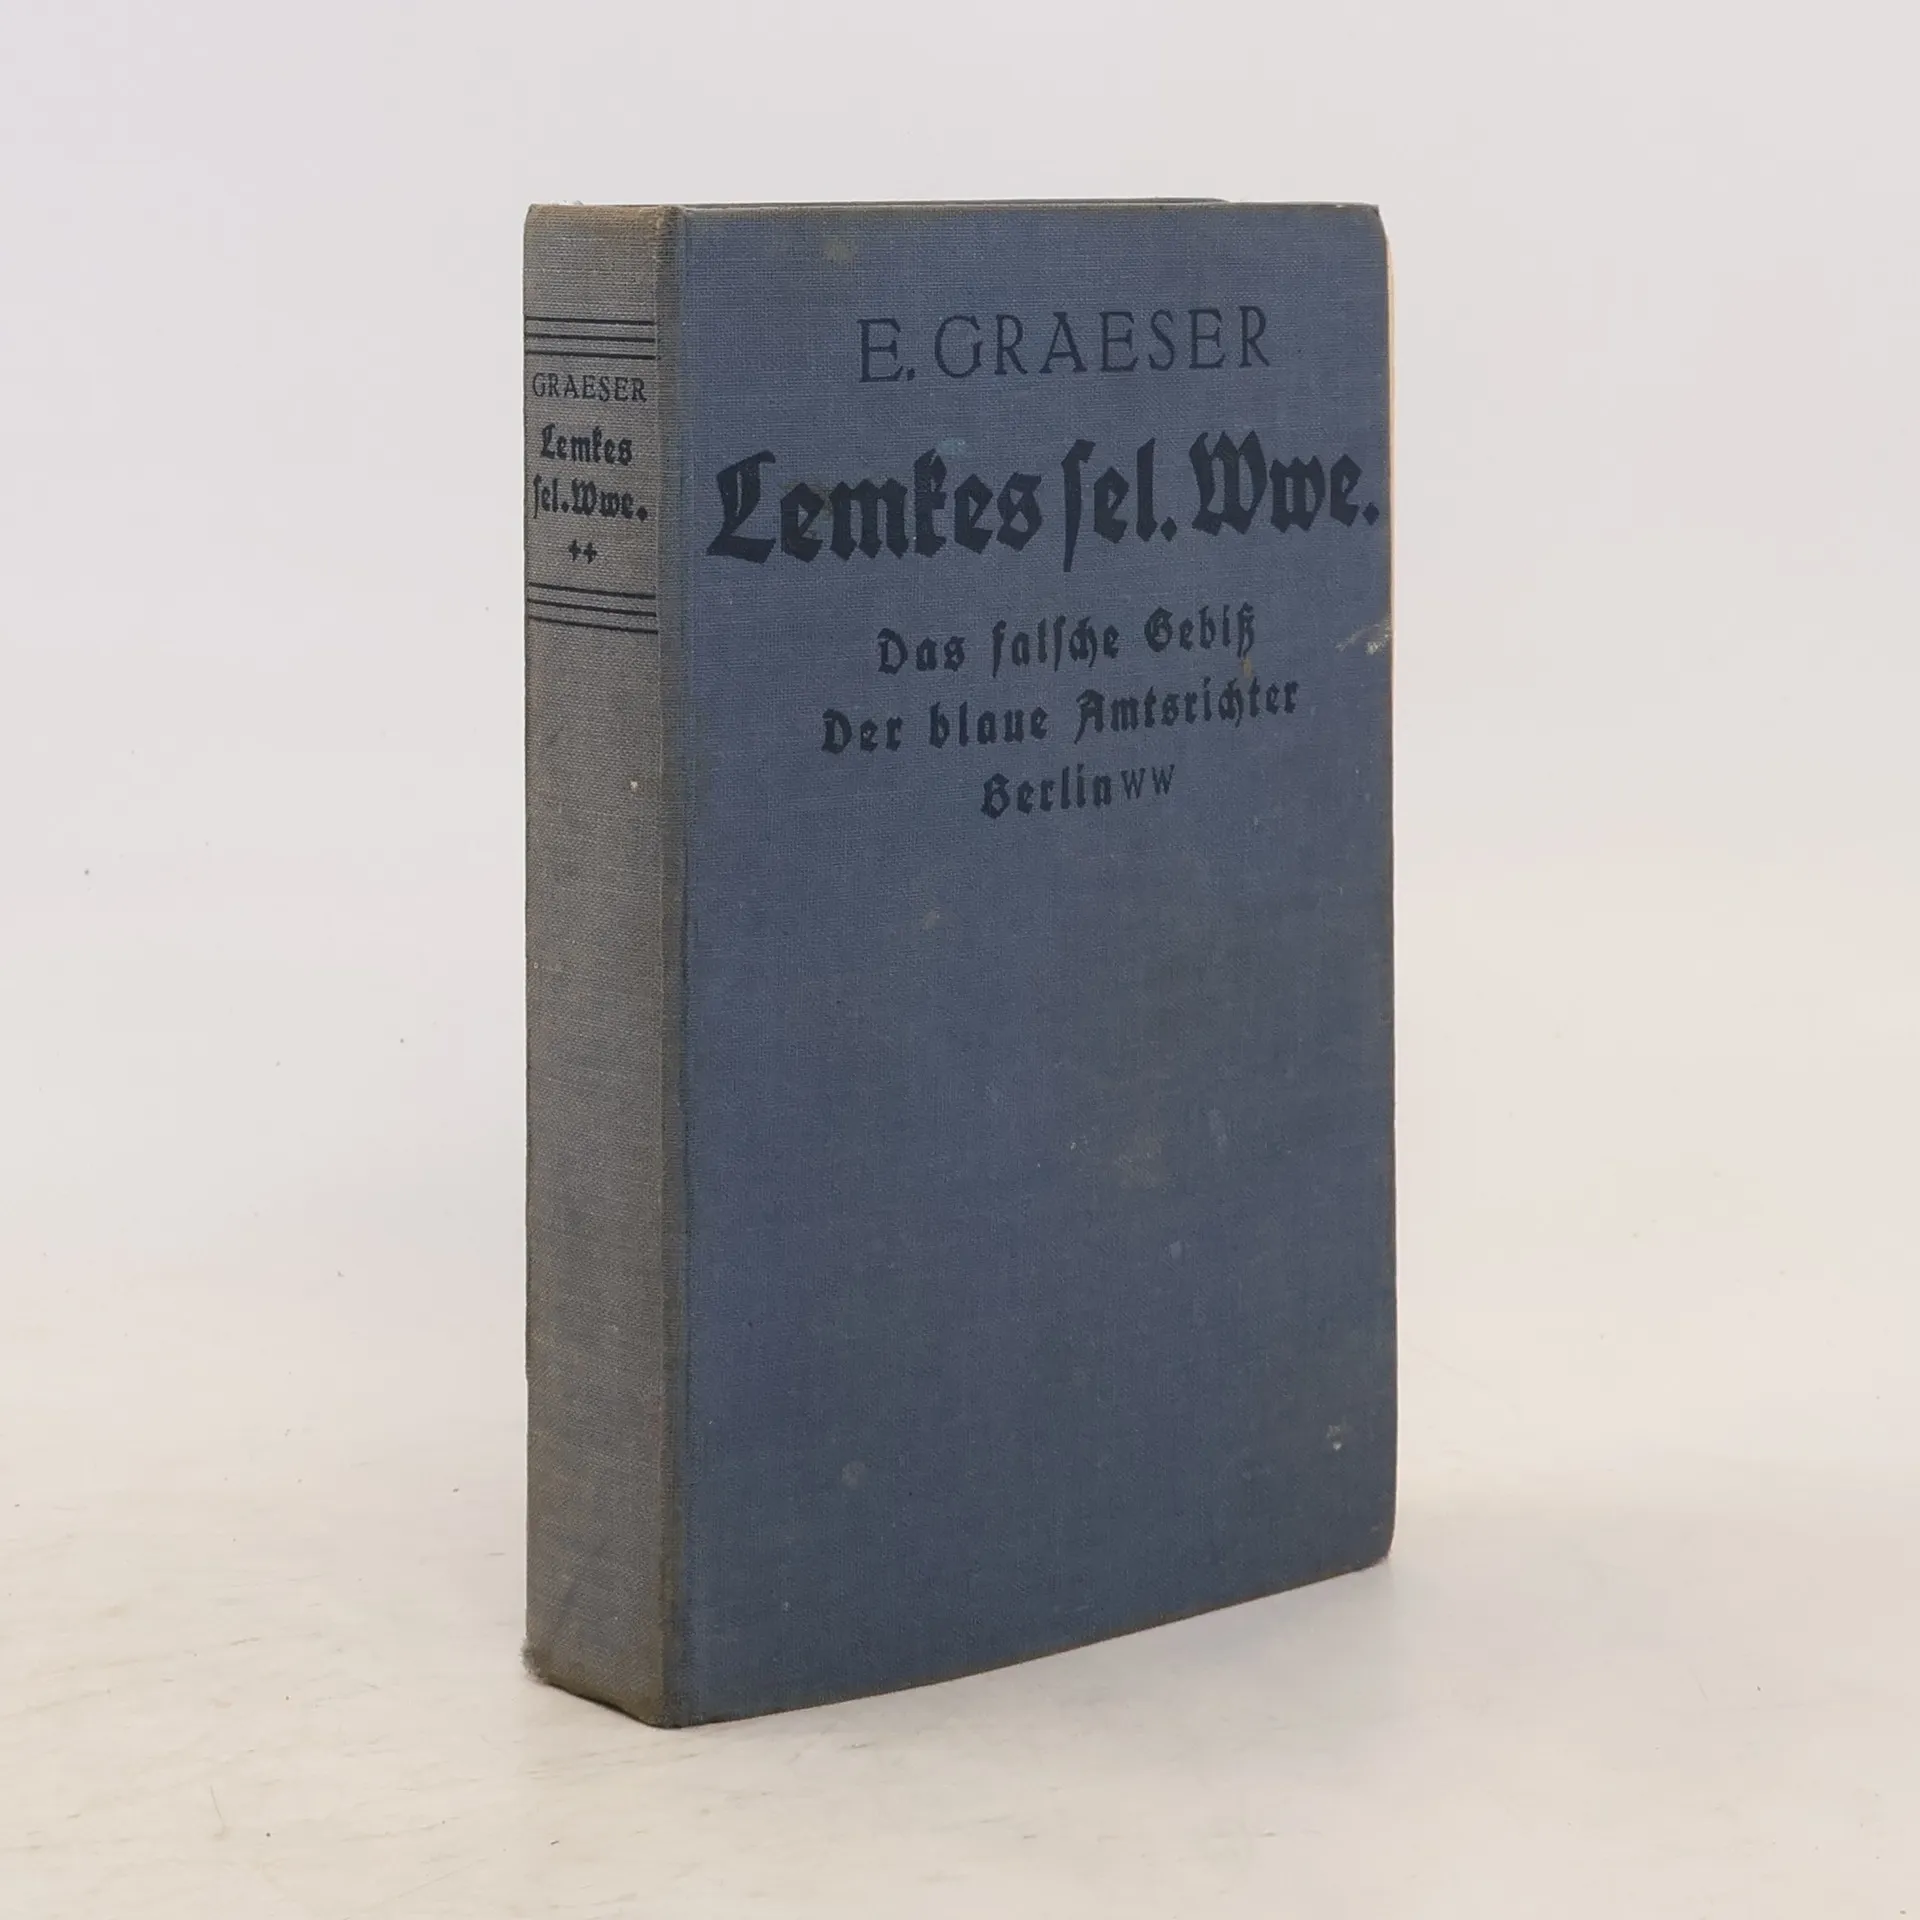 GRAESER
Lemkes
sel. Wwe.
E. GRAESER
Lemkes sel. Wwe.
Das falsche Gebiß
Der blaue Amtsrichter
Berlin WW